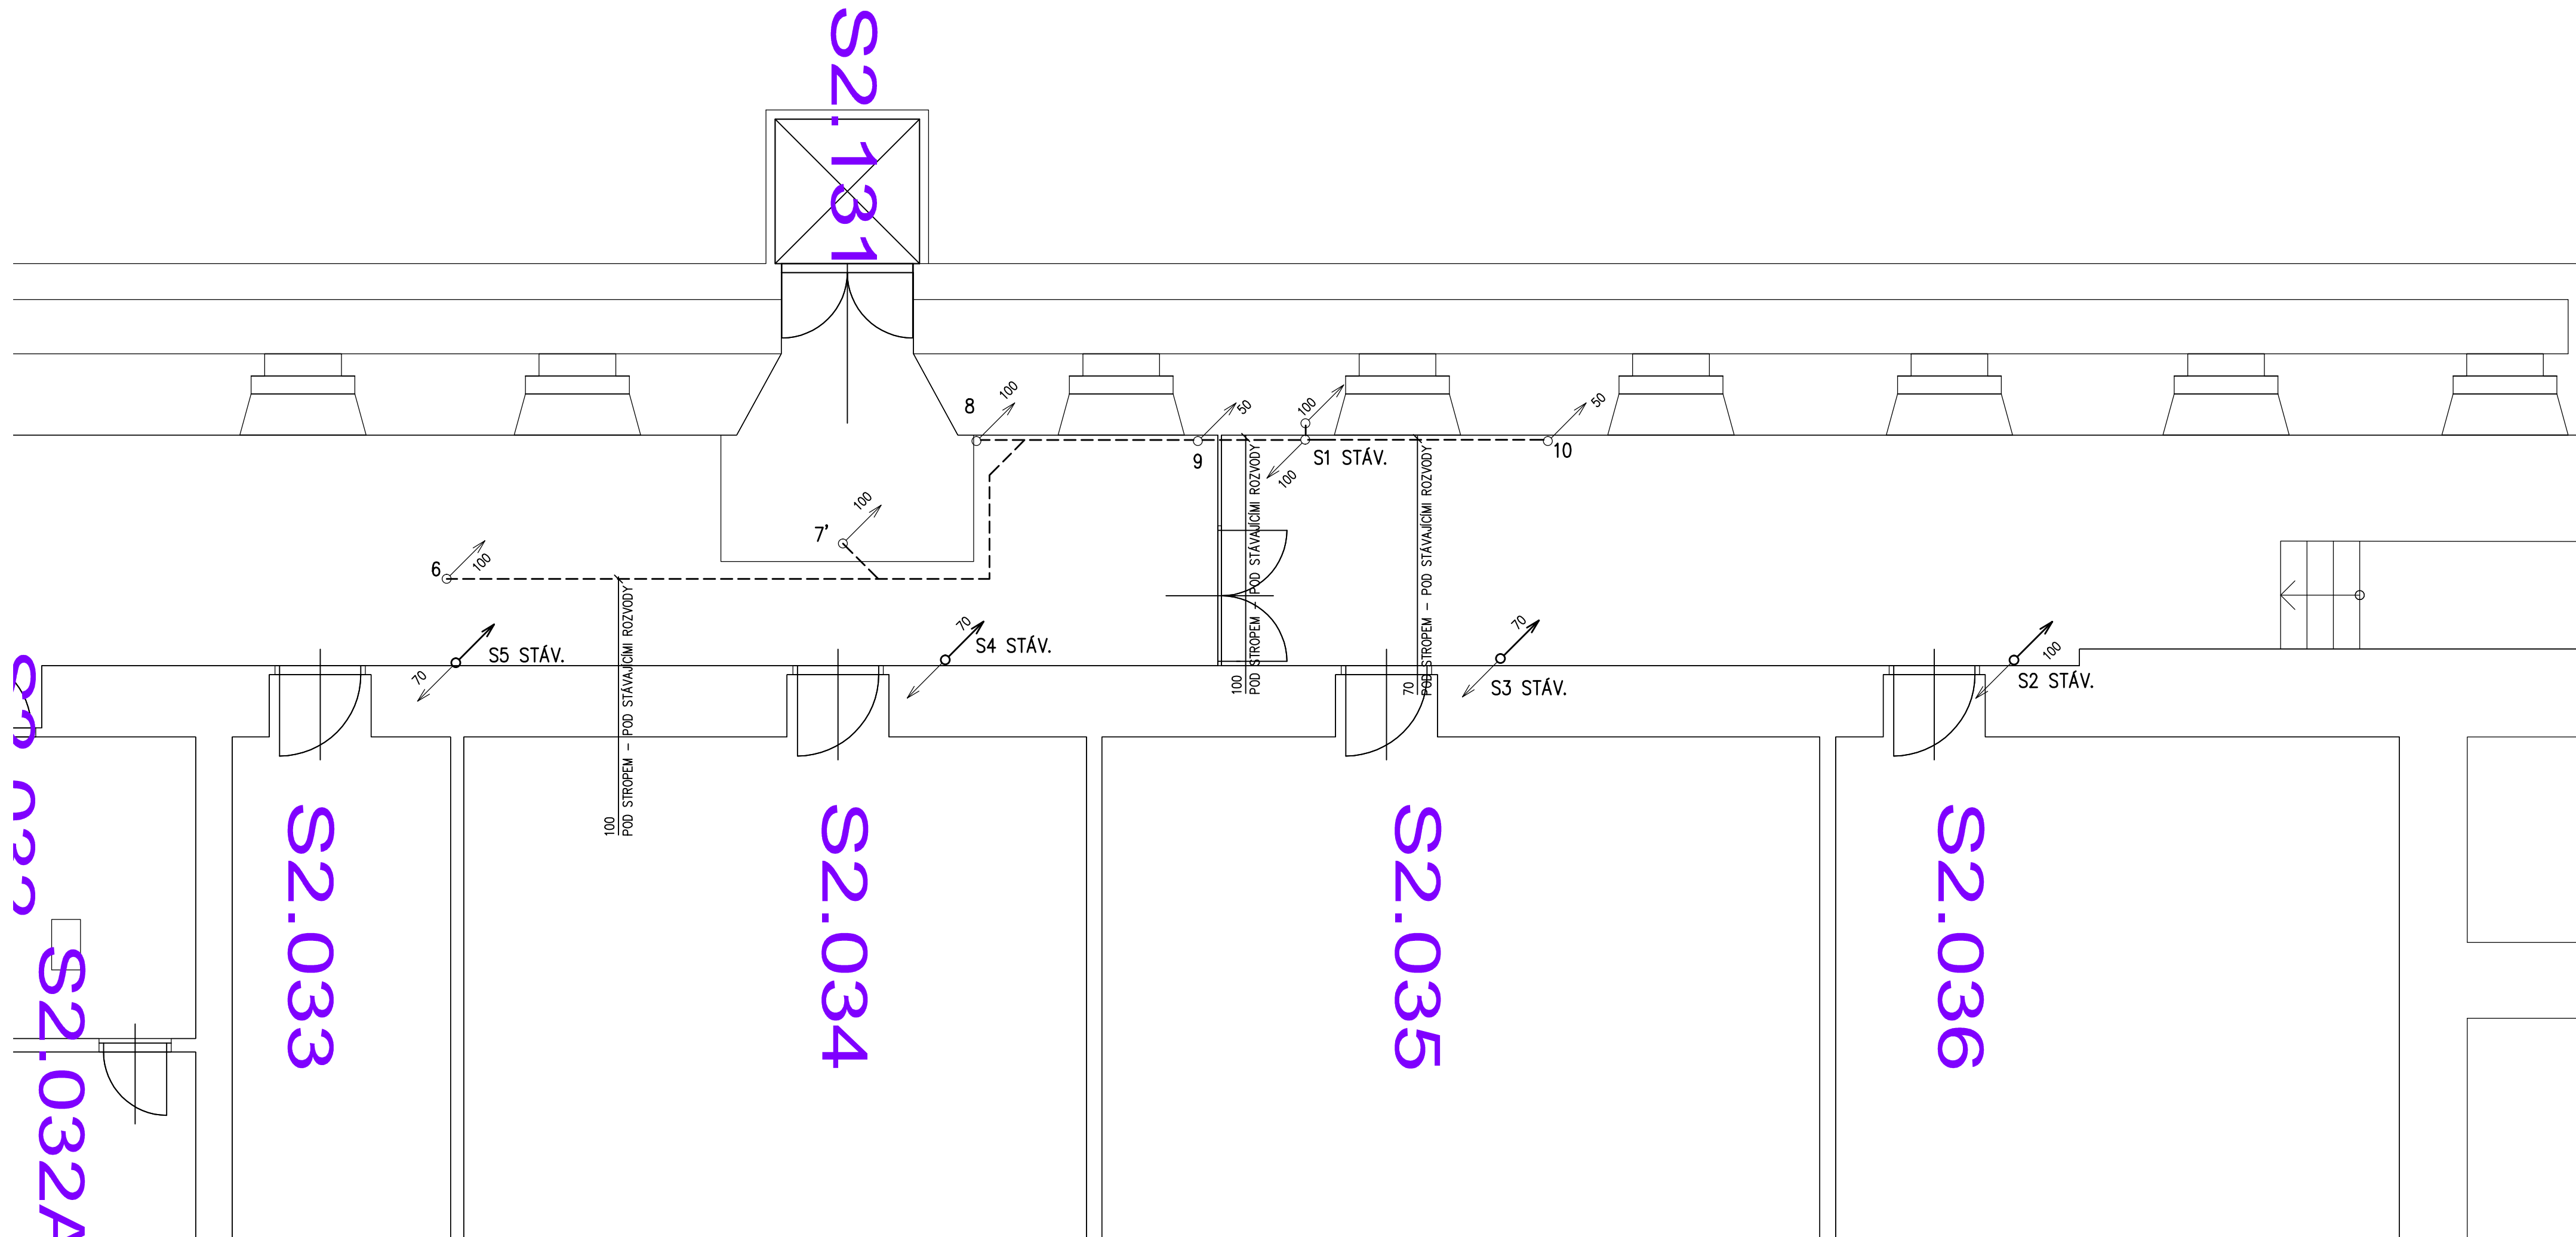 S2.131
8
100
9
50
100
S1 STÁV.
100
10
50
7'
100
6
100
S5 STÁV.
70
S4 STÁV.
70
S3 STÁV.
70
S2 STÁV.
100
100
POD STROPEM – POD STÁVAJÍCÍMI ROZVODY
100
POD STROPEM – POD STÁVAJÍCÍMI ROZVODY
70
POD STROPEM – POD STÁVAJÍCÍMI ROZVODY
S2.032A
S2.033
S2.034
S2.035
S2.036